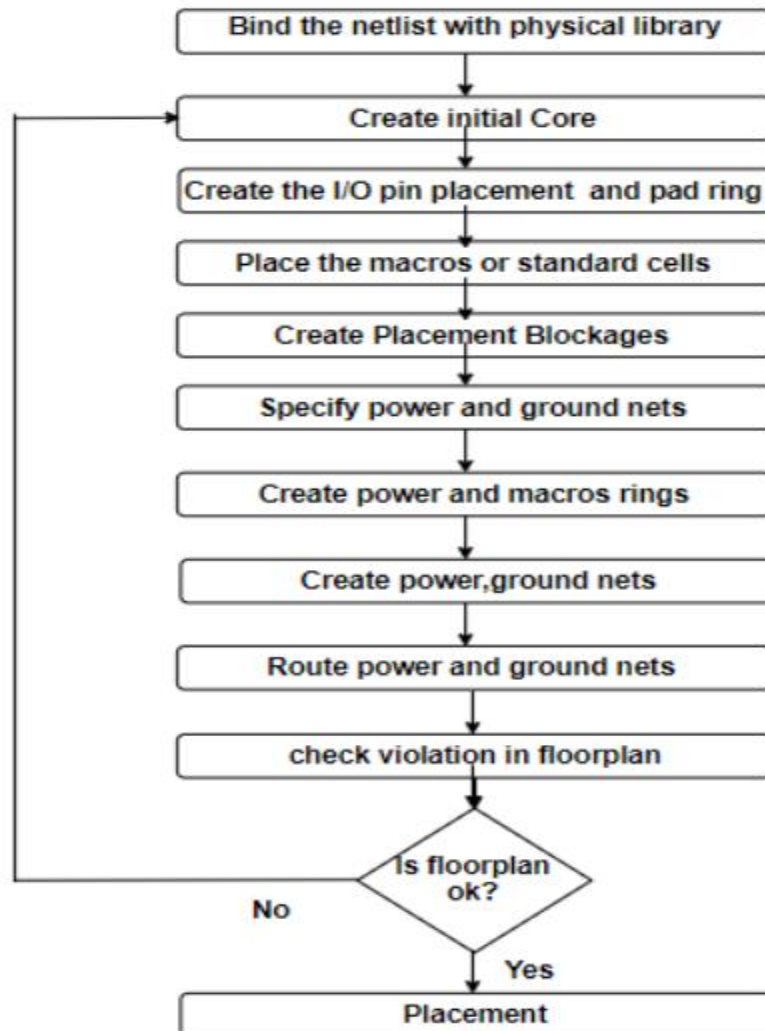 Bind the netlist with physical library
Create initial Core
Create the I/O pin placement and pad ring
Place the macros or standard cells
Create Placement Blockages
Specify power and ground nets
Create power and macros rings
Create power,ground nets
Route power and ground nets
check violation in floorplan
Is floorplan
ok?
No
Yes
Placement